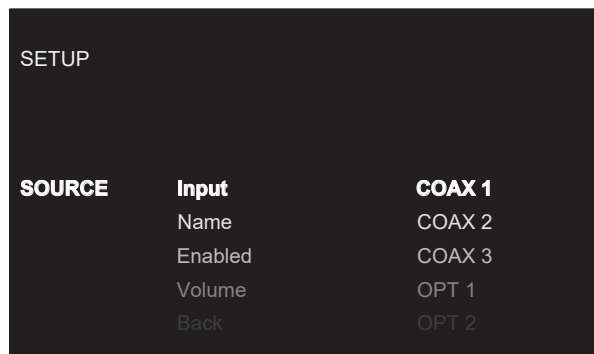 SETUP
SOURCE Input COAX 1
Name COAX 2
Enabled COAX 3
Volume OPT 1
Back OPT 2